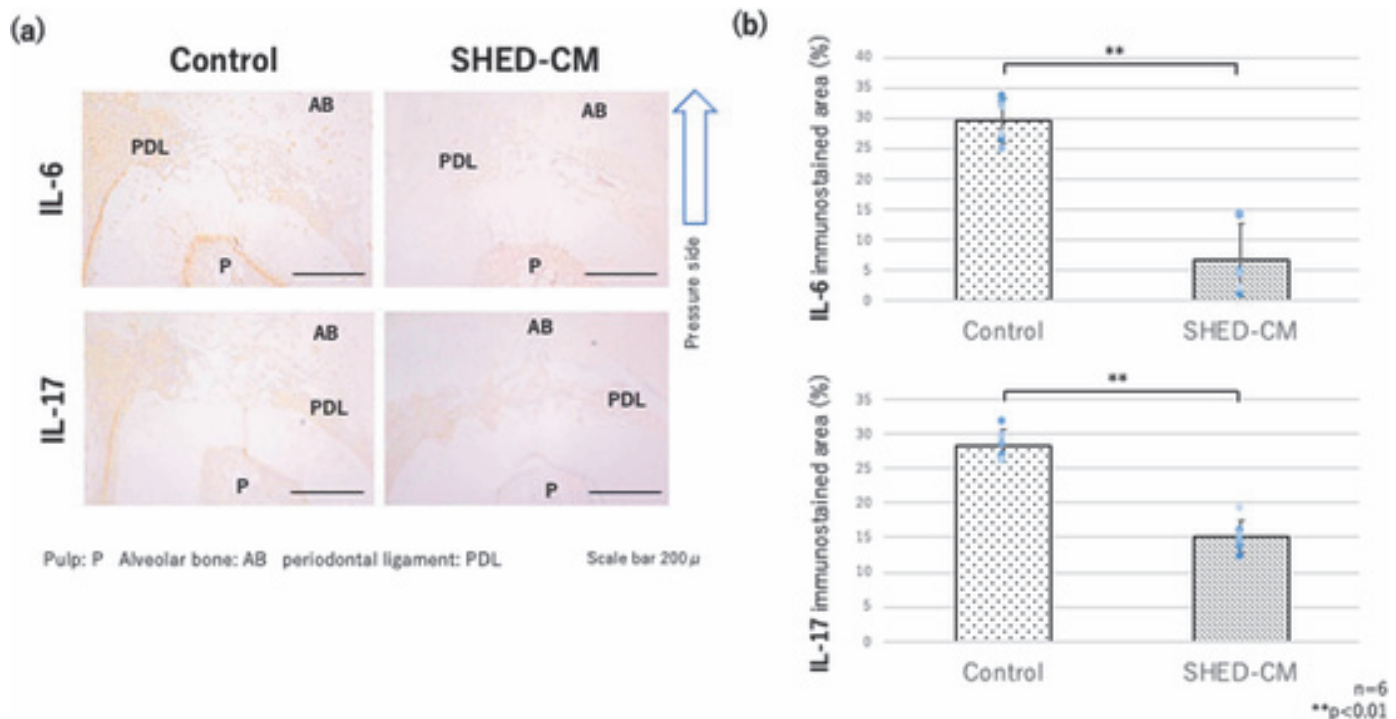 (a)
Control SHED-CM
IL-6
AB
PDL
P
AB
PDL
P
Pressure side
IL-17
AB
PDL
P
AB
PDL
P
Pulp: P Alveolar bone: AB periodontal ligament: PDL Scale bar 200 μ
(b)
IL-6 immunostained area (%)
40
35
30
25
20
15
10
5
0
**
Control SHED-CM
IL-17 immunostained area (%)
35
30
25
20
15
10
5
0
**
Control SHED-CM
n=6
**p<0.01